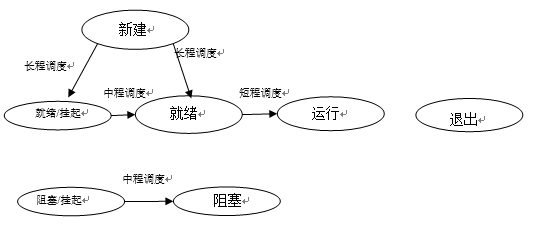 新建
长程调度
长程调度
就绪/挂起
中程调度
就绪
短程调度
运行
退出
阻塞/挂起
中程调度
阻塞